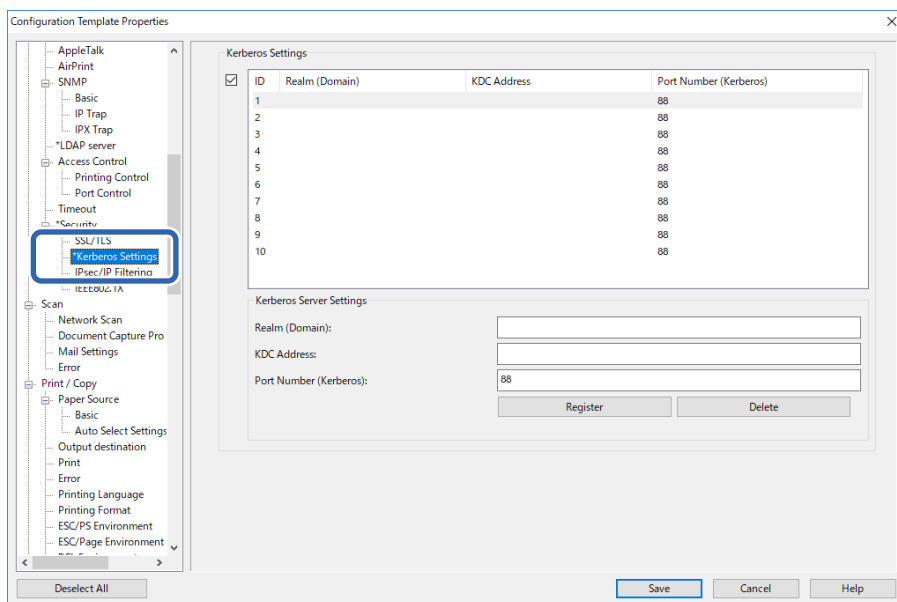 Configuration Template Properties
AppleTalk
AirPrint
SNMP
Basic
IP Trap
IPX Trap
*LDAP server
Access Control
Printing Control
Port Control
Timeout
*Security
SSL/TLS
*Kerberos Settings
IPsec/IP Filtering
IEEE802.1X
Scan
Network Scan
Document Capture Pro
Mail Settings
Error
Print / Copy
Paper Source
Basic
Auto Select Settings
Output destination
Print
Error
Printing Language
Printing Format
ESC/PS Environment
ESC/Page Environment
Kerberos Settings
ID Realm (Domain) KDC Address Port Number (Kerberos)
1 88
2 88
3 88
4 88
5 88
6 88
7 88
8 88
9 88
10 88
Kerberos Server Settings
Realm (Domain):
KDC Address:
Port Number (Kerberos): 88
Register Delete
Deselect All Save Cancel Help